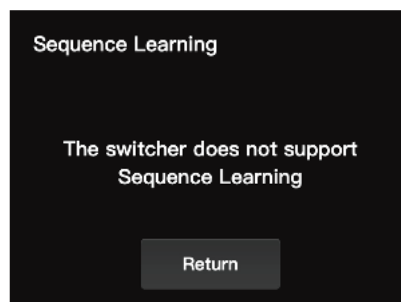 Sequence Learning
The switcher does not support
Sequence Learning
Return